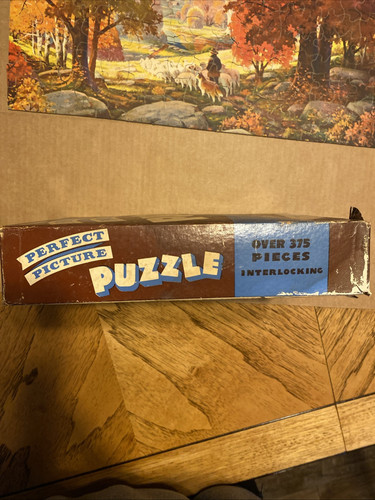 PERFECT
PICTURE
PUZZLE
OVER 375
PIECES
INTERLOCKING